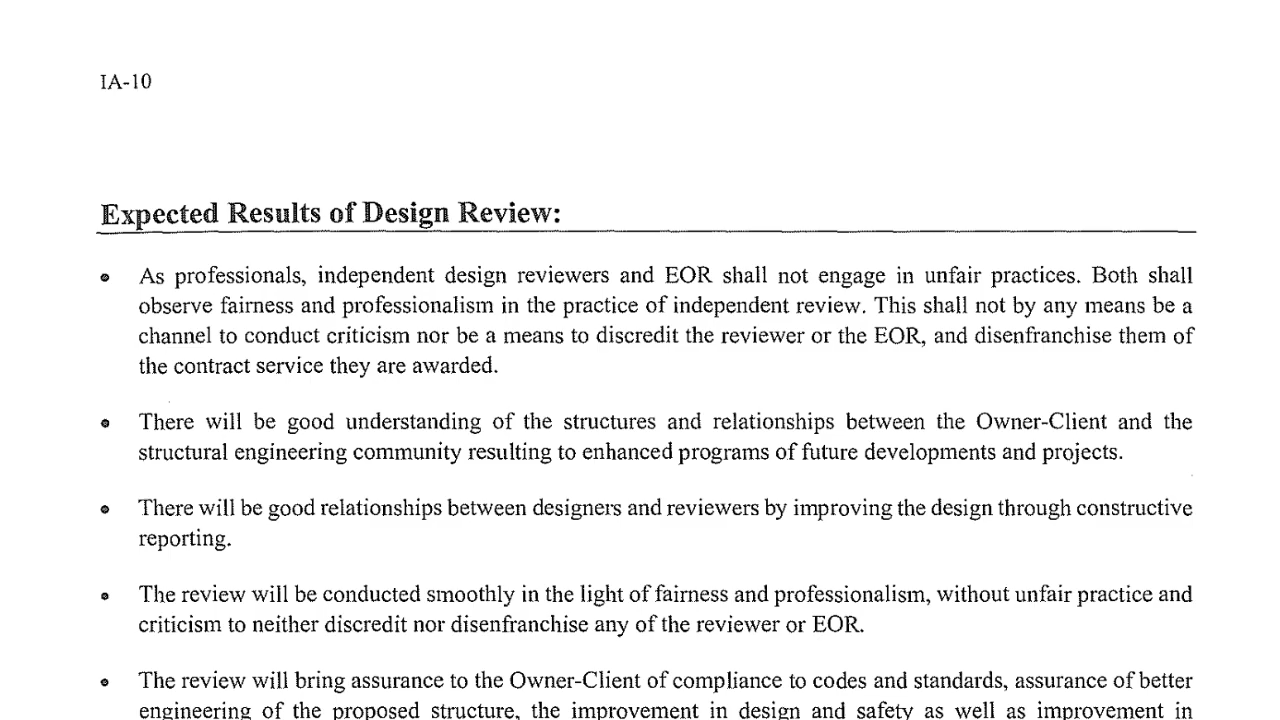 IA-10
Expected Results of Design Review:
• As professionals, independent design reviewers and EOR shall not engage in unfair practices. Both shall
observe fairness and professionalism in the practice of independent review. This shall not by any means be a
channel to conduct criticism nor be a means to discredit the reviewer or the EOR, and disenfranchise them of
the contract service they are awarded.
• There will be good understanding of the structures and relationships between the Owner-Client and the
structural engineering community resulting to enhanced programs of future developments and projects.
• There will be good relationships between designers and reviewers by improving the design through constructive
reporting.
• The review will be conducted smoothly in the light of fairness and professionalism, without unfair practice and
criticism to neither discredit nor disenfranchise any of the reviewer or EOR.
• The review will bring assurance to the Owner-Client of compliance to codes and standards, assurance of better
engineering of the proposed structure, the improvement in design and safety as well as improvement in